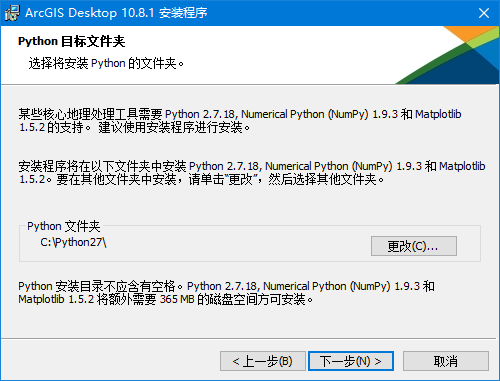 ArcGIS Desktop 10.8.1 安装程序
Python 目标文件夹
选择将安装 Python 的文件夹。
某些核心地理处理工具需要 Python 2.7.18, Numerical Python (NumPy) 1.9.3 和 Matplotlib
1.5.2 的支持。 建议使用安装程序进行安装。
安装程序将在以下文件夹中安装 Python 2.7.18, Numerical Python (NumPy) 1.9.3 和 Matplotlib
1.5.2。要在其他文件夹中安装，请单击“更改”，然后选择其他文件夹。
Python 文件夹
C:\Python27\
更改(C)...
Python 安装目录不应含有空格。Python 2.7.18, Numerical Python (NumPy) 1.9.3 和
Matplotlib 1.5.2 将额外需要 365 MB 的磁盘空间方可安装。
< 上一步(B)
下一步(N) >
取消